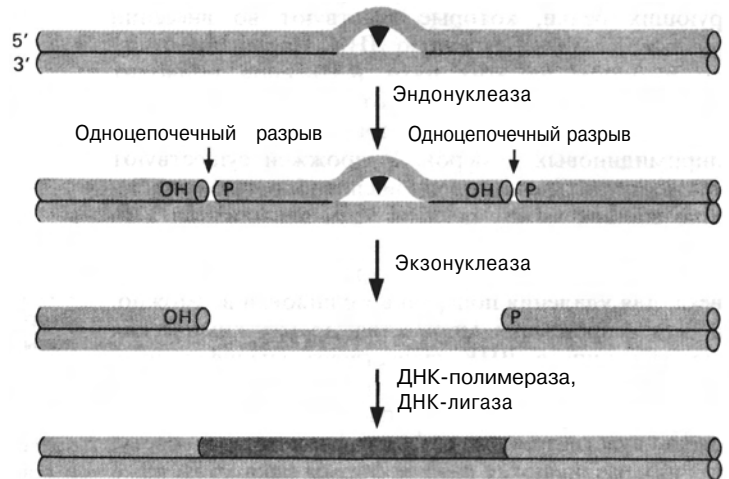 5'
3'
Эндонуклеаза
Одноцепочечный разрыв
Одноцепочечный разрыв
OH P
OH P
Экзонуклеаза
OH
P
ДНК-полимераза,
ДНК-лигаза